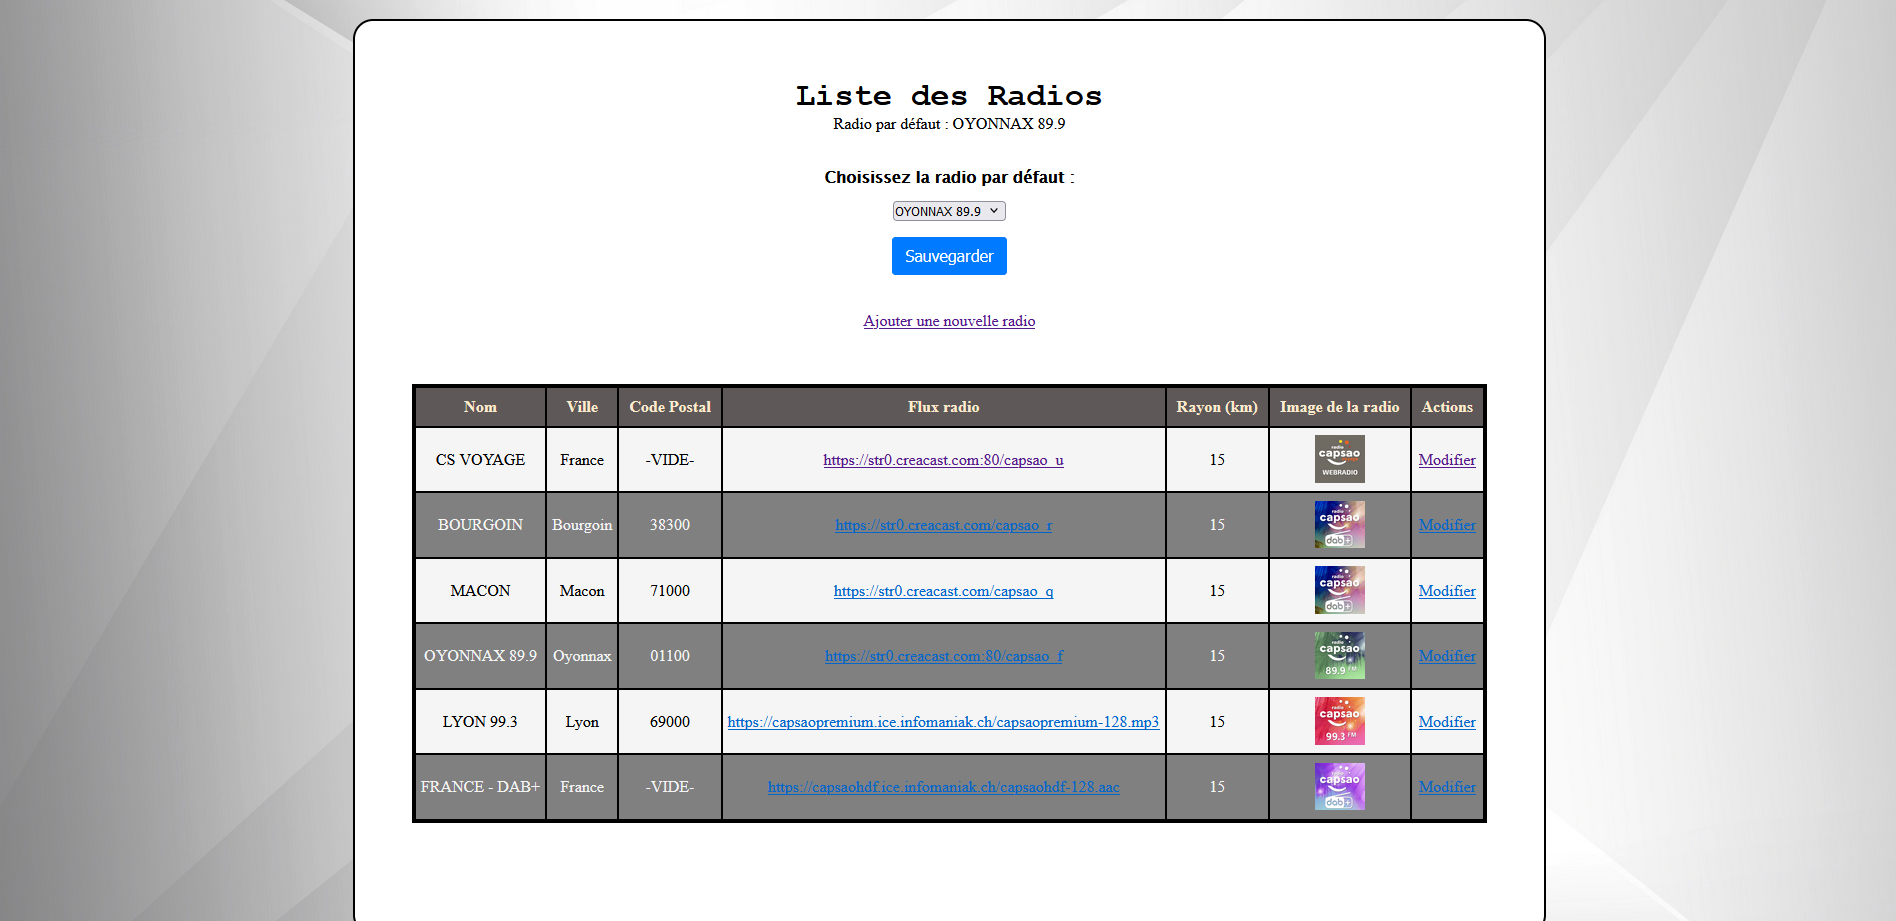 Liste des Radios
Radio par défaut : OYONNAX 89.9
Choisissez la radio par défaut :
OYONNAX 89.9
Sauvegarder
Ajouter une nouvelle radio
Nom Ville Code Postal Flux radio Rayon (km) Image de la radio Actions
CS VOYAGE France -VIDE- https://str0.creacast.com:80/capsao_u 15 radio capsao WEBRADIO Modifier
BOURGOIN Bourgoin 38300 https://str0.creacast.com/capsao_r 15 radio capsao dab+ Modifier
MACON Macon 71000 https://str0.creacast.com/capsao_q 15 radio capsao dab+ Modifier
OYONNAX 89.9 Oyonnax 01100 https://str0.creacast.com:80/capsao_f 15 radio capsao 89.9 FM Modifier
LYON 99.3 Lyon 69000 https://capsaopremium.ice.infomaniak.ch/capsaopremium-128.mp3 15 radio capsao 99.3 FM Modifier
FRANCE - DAB+ France -VIDE- https://capsaohdf.ice.infomaniak.ch/capsaohdf-128.aac 15 radio capsao dab+ Modifier